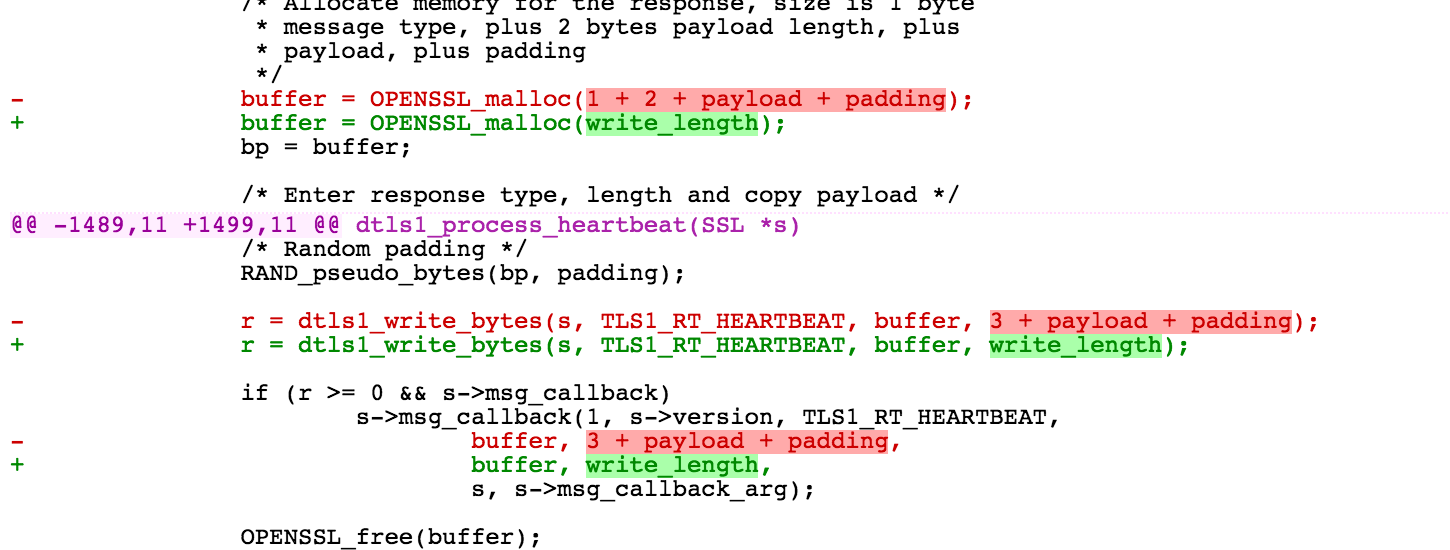 /* Allocate memory for the response, size is 1 byte
 * message type, plus 2 bytes payload length, plus
 * payload, plus padding
 */
- buffer = OPENSSL_malloc(1 + 2 + payload + padding);
+ buffer = OPENSSL_malloc(write_length);
bp = buffer;
/* Enter response type, length and copy payload */
@@ -1489,11 +1499,11 @@ dtls1_process_heartbeat(SSL *s)
/* Random padding */
RAND_pseudo_bytes(bp, padding);
- r = dtls1_write_bytes(s, TLS1_RT_HEARTBEAT, buffer, 3 + payload + padding);
+ r = dtls1_write_bytes(s, TLS1_RT_HEARTBEAT, buffer, write_length);
if (r >= 0 && s->msg_callback)
s->msg_callback(1, s->version, TLS1_RT_HEARTBEAT,
- buffer, 3 + payload + padding,
+ buffer, write_length,
s, s->msg_callback_arg);
OPENSSL_free(buffer);